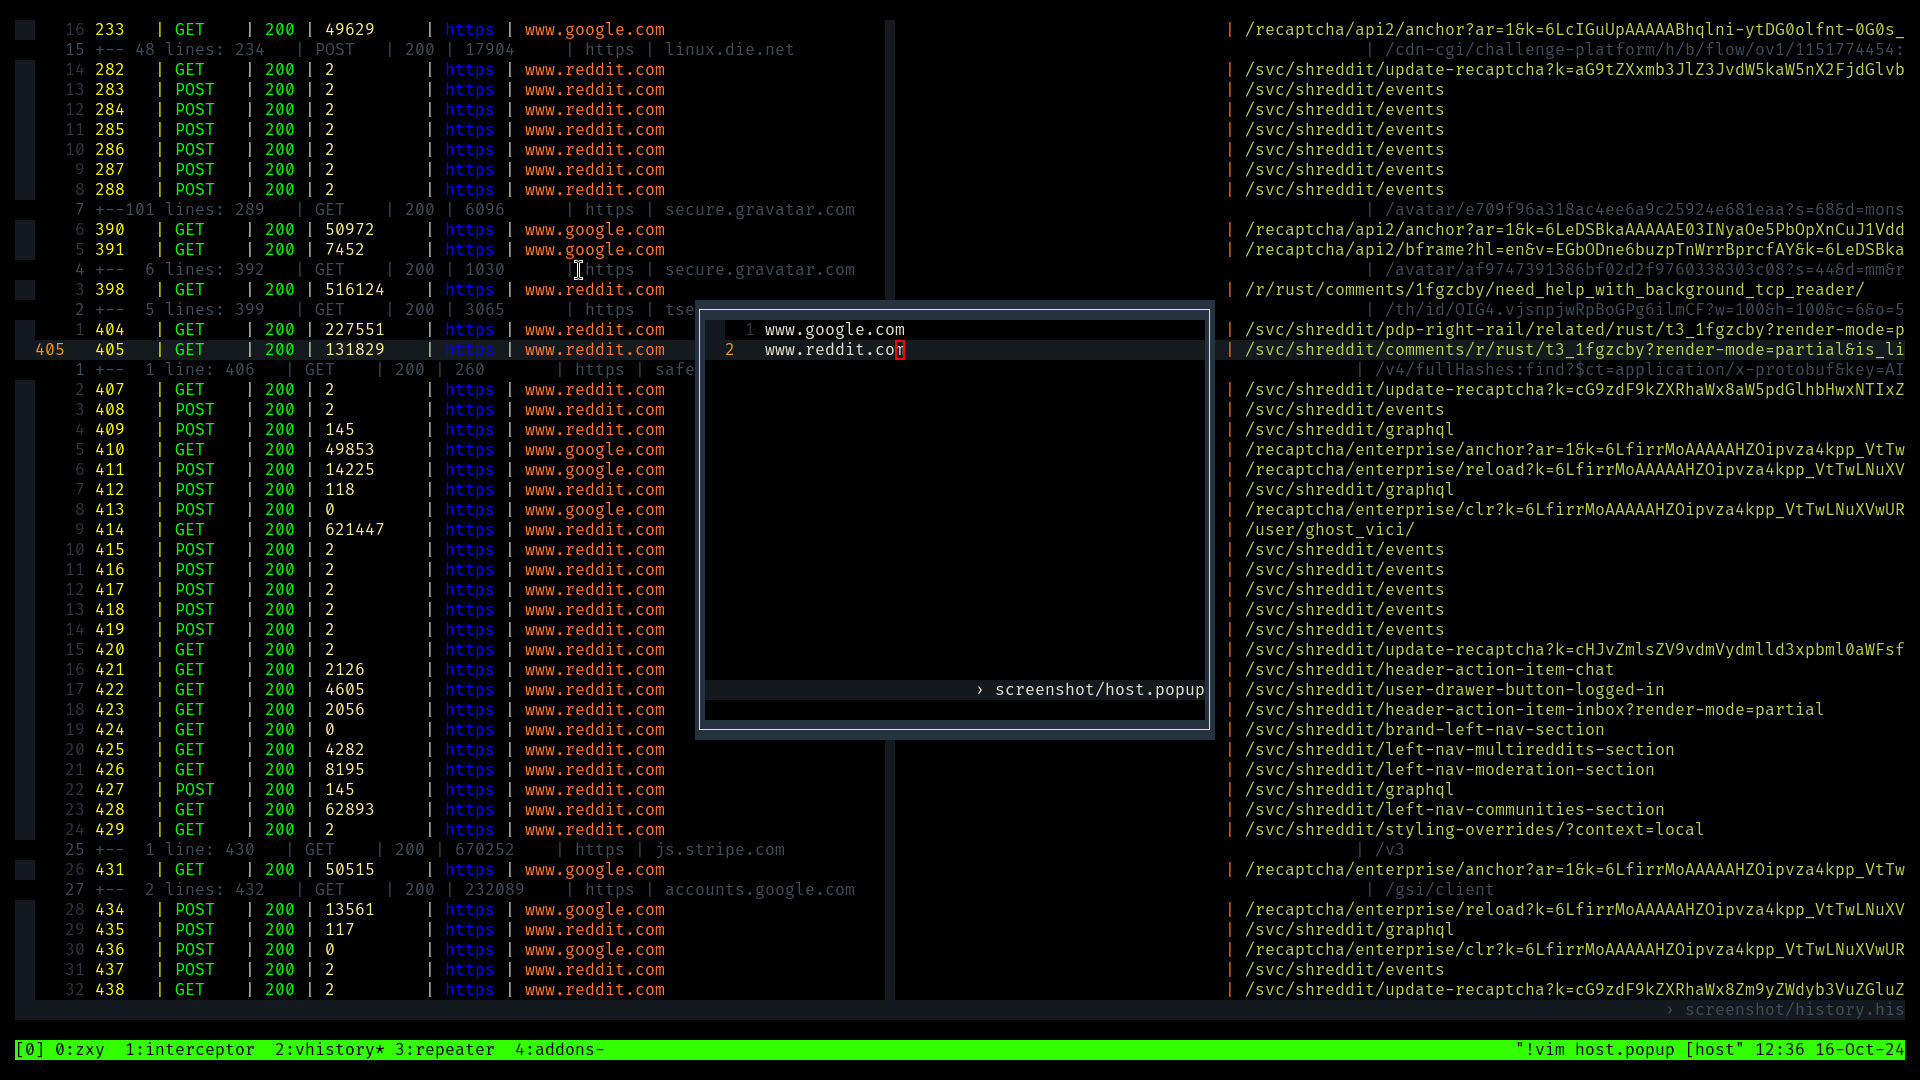 16 233 | GET | 200 | 49629 | https | www.google.com | /recaptcha/api2/anchor?ar=1&k=6LcIGuUpAAAAABhqlni-ytDG0olfnt-0G0s_
15 +-- 48 lines: 234 | POST | 200 | 17904 | https | linux.die.net | /cdn-cgi/challenge-platform/h/b/flow/ov1/1151774454:
14 282 | GET | 200 | 2 | https | www.reddit.com | /svc/shreddit/update-recaptcha?k=aG9tZXxmb3JlZ3JvdW5kaW5nX2FjdGlvb
13 283 | POST | 200 | 2 | https | www.reddit.com | /svc/shreddit/events
12 284 | POST | 200 | 2 | https | www.reddit.com | /svc/shreddit/events
11 285 | POST | 200 | 2 | https | www.reddit.com | /svc/shreddit/events
10 286 | POST | 200 | 2 | https | www.reddit.com | /svc/shreddit/events
9 287 | POST | 200 | 2 | https | www.reddit.com | /svc/shreddit/events
8 288 | POST | 200 | 2 | https | www.reddit.com | /svc/shreddit/events
7 +--101 lines: 289 | GET | 200 | 6096 | https | secure.gravatar.com | /avatar/e709f96a318ac4ee6a9c25924e681eaa?s=68&d=mons
6 390 | GET | 200 | 50972 | https | www.google.com | /recaptcha/api2/anchor?ar=1&k=6LeDSBkaAAAAAE03INyaOe5PbOpXnCuJ1Vdd
5 391 | GET | 200 | 7452 | https | www.google.com | /recaptcha/api2/bframe?hl=en&v=EGbODne6buzpTnWrrBprcfAY&k=6LeDSBka
4 +-- 6 lines: 392 | GET | 200 | 1030 | https | secure.gravatar.com | /avatar/af9747391386bf02d2f9760338303c08?s=44&d=mm&r
3 398 | GET | 200 | 516124 | https | www.reddit.com | /r/rust/comments/1fgzcby/need_help_with_background_tcp_reader/
2 +-- 5 lines: 399 | GET | 200 | 3065 | https | tse | /th/id/OIG4.vjsnpjwRpBoGPg6ilmCF?w=100&h=100&c=6&o=5
1 404 | GET | 200 | 227551 | https | www.reddit.com | /svc/shreddit/pdp-right-rail/related/rust/t3_1fgzcby?render-mode=p
405 405 | GET | 200 | 131829 | https | www.reddit.com | /svc/shreddit/comments/r/rust/t3_1fgzcby?render-mode=partial&is_li
1 +-- 1 line: 406 | GET | 200 | 260 | https | safe | /v4/fullHashes:find?$ct=application/x-protobuf&key=AI
2 407 | GET | 200 | 2 | https | www.reddit.com | /svc/shreddit/update-recaptcha?k=cG9zdF9kZXRhaWx8aW5pdGlhbHwxNTIxZ
3 408 | POST | 200 | 2 | https | www.reddit.com | /svc/shreddit/events
4 409 | POST | 200 | 145 | https | www.reddit.com | /svc/shreddit/graphql
5 410 | GET | 200 | 49853 | https | www.google.com | /recaptcha/enterprise/anchor?ar=1&k=6LfirrMoAAAAAHZOipvza4kpp_VtTw
6 411 | POST | 200 | 14225 | https | www.google.com | /recaptcha/enterprise/reload?k=6LfirrMoAAAAAHZOipvza4kpp_VtTwLNuXV
7 412 | POST | 200 | 118 | https | www.reddit.com | /svc/shreddit/graphql
8 413 | POST | 200 | 0 | https | www.google.com | /recaptcha/enterprise/clr?k=6LfirrMoAAAAAHZOipvza4kpp_VtTwLNuXVwUR
9 414 | GET | 200 | 621447 | https | www.reddit.com | /user/ghost_vici/
10 415 | POST | 200 | 2 | https | www.reddit.com | /svc/shreddit/events
11 416 | POST | 200 | 2 | https | www.reddit.com | /svc/shreddit/events
12 417 | POST | 200 | 2 | https | www.reddit.com | /svc/shreddit/events
13 418 | POST | 200 | 2 | https | www.reddit.com | /svc/shreddit/events
14 419 | POST | 200 | 2 | https | www.reddit.com | /svc/shreddit/events
15 420 | GET | 200 | 2 | https | www.reddit.com | /svc/shreddit/update-recaptcha?k=cHJvZmlsZV9vdmVydmlld3xpbml0aWFsf
16 421 | GET | 200 | 2126 | https | www.reddit.com | /svc/shreddit/header-action-item-chat
17 422 | GET | 200 | 4605 | https | www.reddit.com | /svc/shreddit/user-drawer-button-logged-in
18 423 | GET | 200 | 2056 | https | www.reddit.com | /svc/shreddit/header-action-item-inbox?render-mode=partial
19 424 | GET | 200 | 0 | https | www.reddit.com | /svc/shreddit/brand-left-nav-section
20 425 | GET | 200 | 4282 | https | www.reddit.com | /svc/shreddit/left-nav-multireddits-section
21 426 | GET | 200 | 8195 | https | www.reddit.com | /svc/shreddit/left-nav-moderation-section
22 427 | POST | 200 | 145 | https | www.reddit.com | /svc/shreddit/graphql
23 428 | GET | 200 | 62893 | https | www.reddit.com | /svc/shreddit/left-nav-communities-section
24 429 | GET | 200 | 2 | https | www.reddit.com | /svc/shreddit/styling-overrides/?context=local
25 +-- 1 line: 430 | GET | 200 | 670252 | https | js.stripe.com | /v3
26 431 | GET | 200 | 50515 | https | www.google.com | /recaptcha/enterprise/anchor?ar=1&k=6LfirrMoAAAAAHZOipvza4kpp_VtTw
27 +-- 2 lines: 432 | GET | 200 | 232089 | https | accounts.google.com | /gsi/client
28 434 | POST | 200 | 13561 | https | www.google.com | /recaptcha/enterprise/reload?k=6LfirrMoAAAAAHZOipvza4kpp_VtTwLNuXV
29 435 | POST | 200 | 117 | https | www.reddit.com | /svc/shreddit/graphql
30 436 | POST | 200 | 0 | https | www.google.com | /recaptcha/enterprise/clr?k=6LfirrMoAAAAAHZOipvza4kpp_VtTwLNuXVwUR
31 437 | POST | 200 | 2 | https | www.reddit.com | /svc/shreddit/events
32 438 | GET | 200 | 2 | https | www.reddit.com | /svc/shreddit/update-recaptcha?k=cG9zdF9kZXRhaWx8Zm9yZWdyb3VuZGluZ
› screenshot/history.his
1 www.google.com
2 www.reddit.com
› screenshot/host.popup
[0] 0:zxy 1:interceptor 2:vhistory* 3:repeater 4:addons- "!vim host.popup [host" 12:36 16-Oct-24